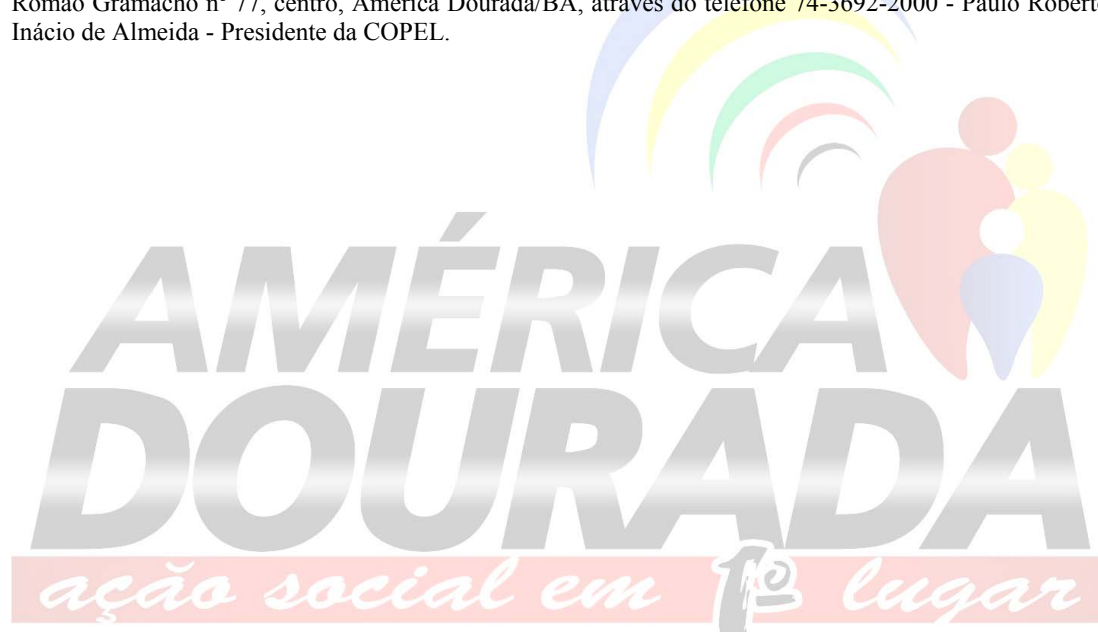 Romão Gramacho nº 77, centro, América Dourada/BA, através do telefone 74-3692-2000 - Paulo Roberto
Inácio de Almeida - Presidente da COPEL.
AMÉRICA
DOURADA
ação social em 1º lugar